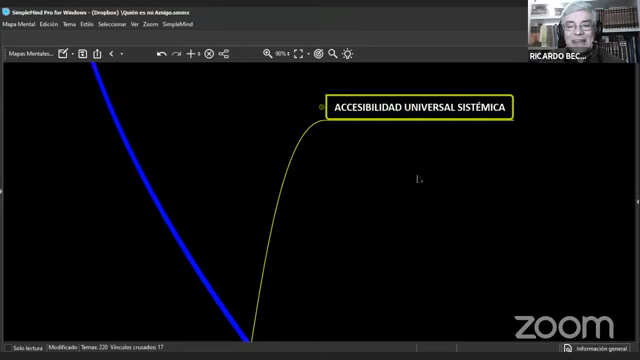 SimpleMind Pro for Windows - (Dropbox) \Quién es mi Amigo.smmx
Mapa Mental Edición Tema Estilo Seleccionar Ver Zoom SimpleMind
Mapas Mentales...
90%
RICARDO BEC...
ACCESIBILIDAD UNIVERSAL SISTÉMICA
zoom
Solo lectura Modificado Temas: 220 Vínculos cruzados: 17 Información general